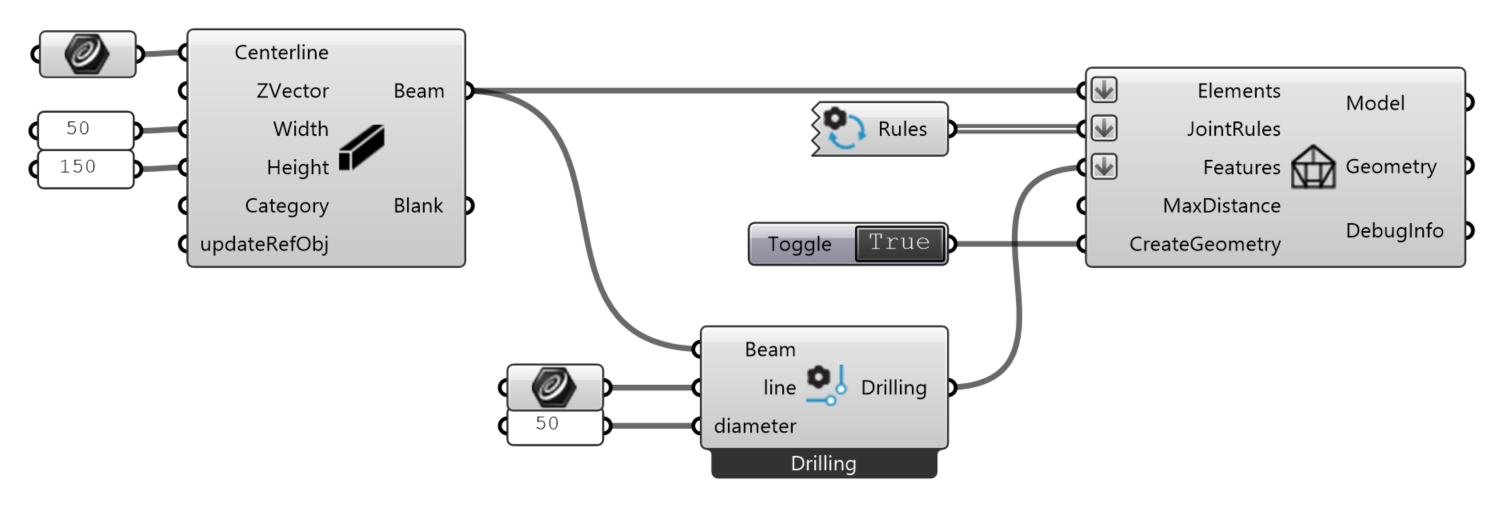 Centerline
ZVector
Beam
50
Width
150
Height
Category
Blank
updateRefObj
Rules
Toggle
True
Elements
Model
JointRules
Features
Geometry
MaxDistance
DebugInfo
CreateGeometry
Beam
line
Drilling
50
diameter
Drilling